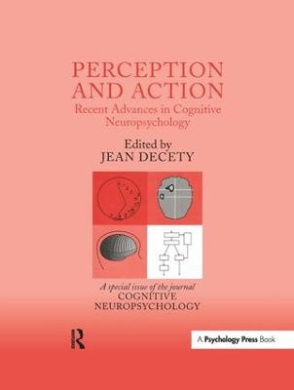 PERCEPTION
AND ACTION
Recent Advances in Cognitive
Neuropsychology
Edited by
JEAN DECETY
A special issue of the journal
COGNITIVE
NEUROPSYCHOLOGY
R
A Psychology Press Book